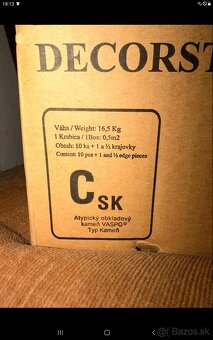 18:13
DECORST
Váha / Weight: 16,5 Kg
1 Krabica / 1Box: 0,5m2
Obsah: 10 ks + 1 a ½ krajovky
Content: 10 pcs + 1 and ½ edge pieces
C SK
Atypický obkladový
kameň VASPO®
Typ Kameň
Bazos.sk